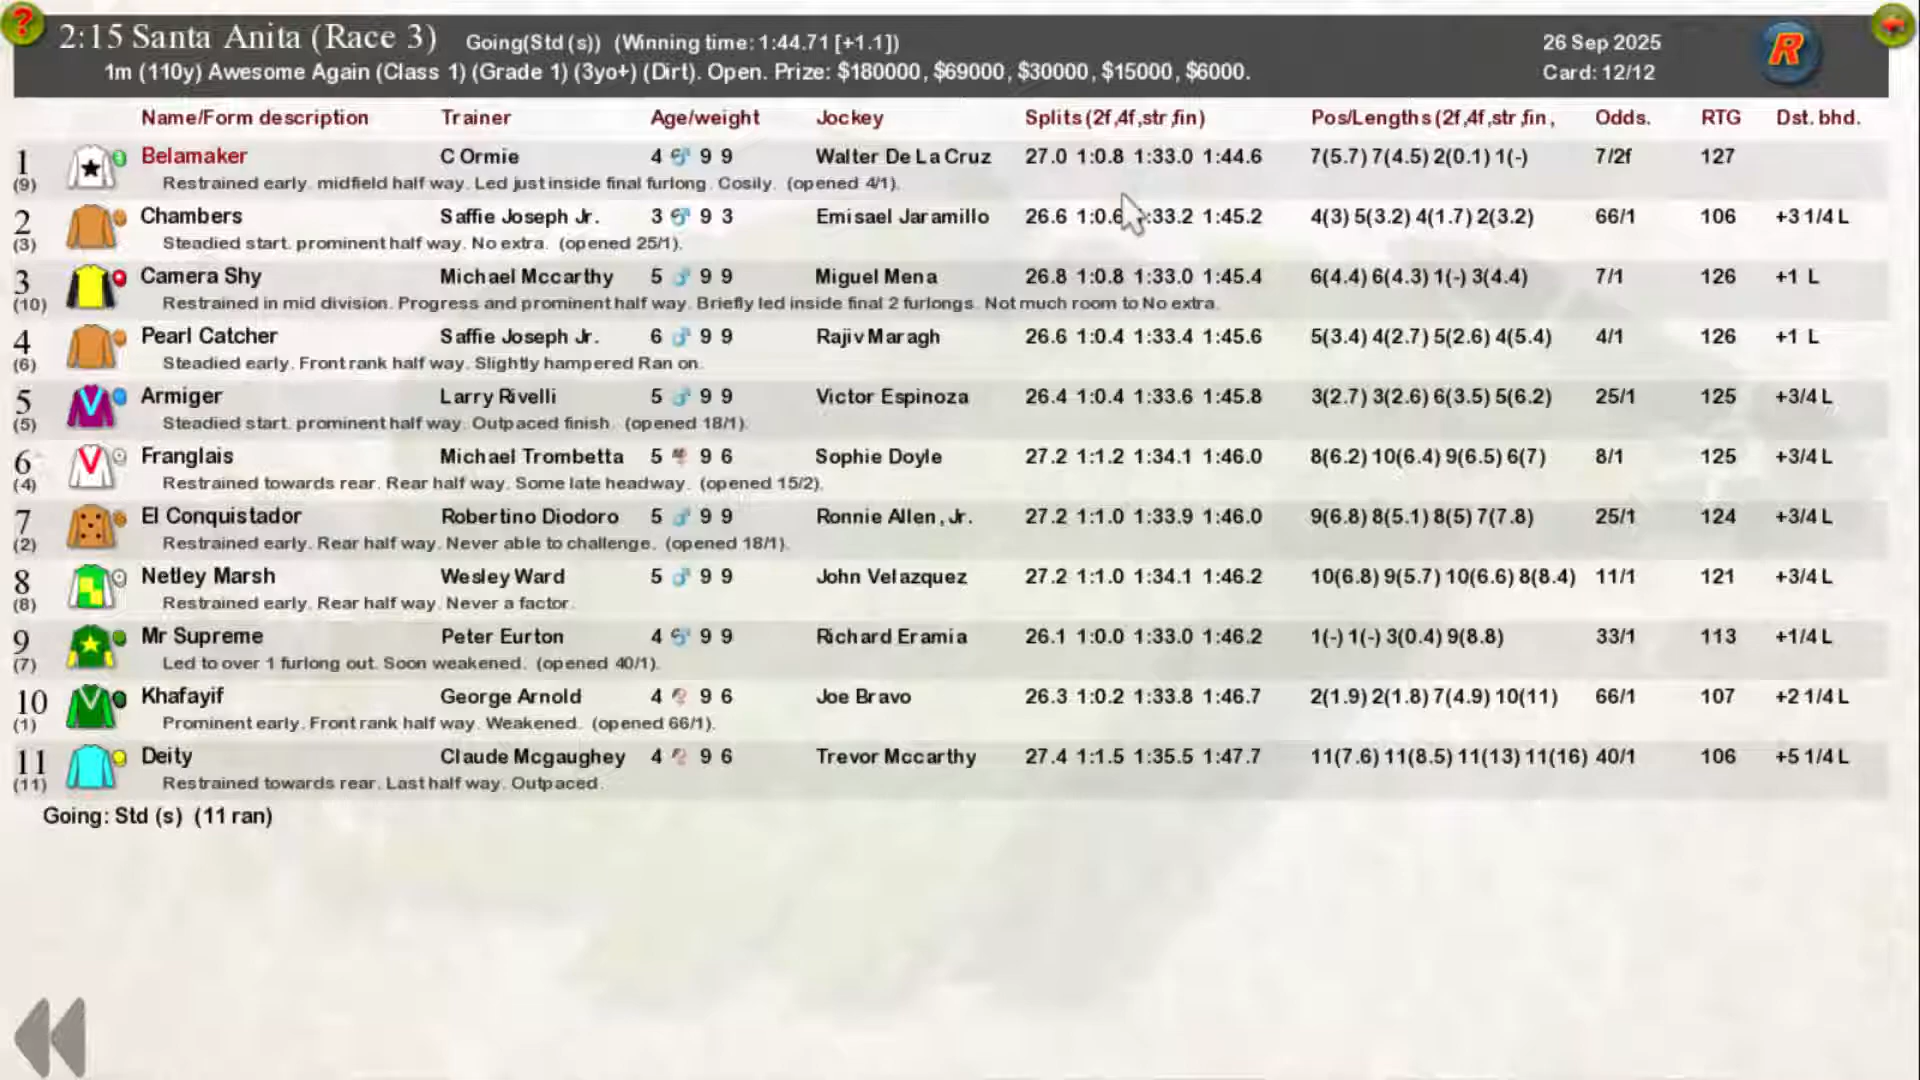 ?
2:15 Santa Anita (Race 3) Going(Std (s)) (Winning time: 1:44.71 [+1.1]) 26 Sep 2025
R
1m (110y) Awesome Again (Class 1) (Grade 1) (3yo+) (Dirt). Open. Prize: $180000, $69000, $30000, $15000, $6000. Card: 12/12
Name/Form description Trainer Age/weight Jockey Splits (2f,4f,str,fin) Pos/Lengths (2f,4f,str,fin, Odds. RTG Dst. bhd.
1 Belamaker C Ormie 4 9 9 Walter De La Cruz 27.0 1:0.8 1:33.0 1:44.6 7(5.7) 7(4.5) 2(0.1) 1(-) 7/2f 127
(9) Restrained early. midfield half way. Led just inside final furlong. Cosily. (opened 4/1).
2 Chambers Saffie Joseph Jr. 3 9 3 Emisael Jaramillo 26.6 1:0.6 1:33.2 1:45.2 4(3) 5(3.2) 4(1.7) 2(3.2) 66/1 106 +3 1/4 L
(3) Steadied start. prominent half way. No extra. (opened 25/1).
3 Camera Shy Michael Mccarthy 5 9 9 Miguel Mena 26.8 1:0.8 1:33.0 1:45.4 6(4.4) 6(4.3) 1(-) 3(4.4) 7/1 126 +1 L
(10) Restrained in mid division. Progress and prominent half way. Briefly led inside final 2 furlongs. Not much room to No extra.
4 Pearl Catcher Saffie Joseph Jr. 6 9 9 Rajiv Maragh 26.6 1:0.4 1:33.4 1:45.6 5(3.4) 4(2.7) 5(2.6) 4(5.4) 4/1 126 +1 L
(6) Steadied early. Front rank half way. Slightly hampered Ran on.
5 Armiger Larry Rivelli 5 9 9 Victor Espinoza 26.4 1:0.4 1:33.6 1:45.8 3(2.7) 3(2.6) 6(3.5) 5(6.2) 25/1 125 +3/4 L
(5) Steadied start. prominent half way. Outpaced finish. (opened 18/1).
6 Franglais Michael Trombetta 5 9 6 Sophie Doyle 27.2 1:1.2 1:34.1 1:46.0 8(6.2) 10(6.4) 9(6.5) 6(7) 8/1 125 +3/4 L
(4) Restrained towards rear. Rear half way. Some late headway. (opened 15/2).
7 El Conquistador Robertino Diodoro 5 9 9 Ronnie Allen, Jr. 27.2 1:1.0 1:33.9 1:46.0 9(6.8) 8(5.1) 8(5) 7(7.8) 25/1 124 +3/4 L
(2) Restrained early. Rear half way. Never able to challenge. (opened 18/1).
8 Netley Marsh Wesley Ward 5 9 9 John Velazquez 27.2 1:1.0 1:34.1 1:46.2 10(6.8) 9(5.7) 10(6.6) 8(8.4) 11/1 121 +3/4 L
(8) Restrained early. Rear half way. Never a factor.
9 Mr Supreme Peter Eurton 4 9 9 Richard Eramia 26.1 1:0.0 1:33.0 1:46.2 1(-) 1(-) 3(0.4) 9(8.8) 33/1 113 +1/4 L
(7) Led to over 1 furlong out. Soon weakened. (opened 40/1).
10 Khafayif George Arnold 4 9 6 Joe Bravo 26.3 1:0.2 1:33.8 1:46.7 2(1.9) 2(1.8) 7(4.9) 10(11) 66/1 107 +2 1/4 L
(1) Prominent early. Front rank half way. Weakened. (opened 66/1).
11 Deity Claude Mcgaughey 4 9 6 Trevor Mccarthy 27.4 1:1.5 1:35.5 1:47.7 11(7.6) 11(8.5) 11(13) 11(16) 40/1 106 +5 1/4 L
(11) Restrained towards rear. Last half way. Outpaced.
Going: Std (s) (11 ran)